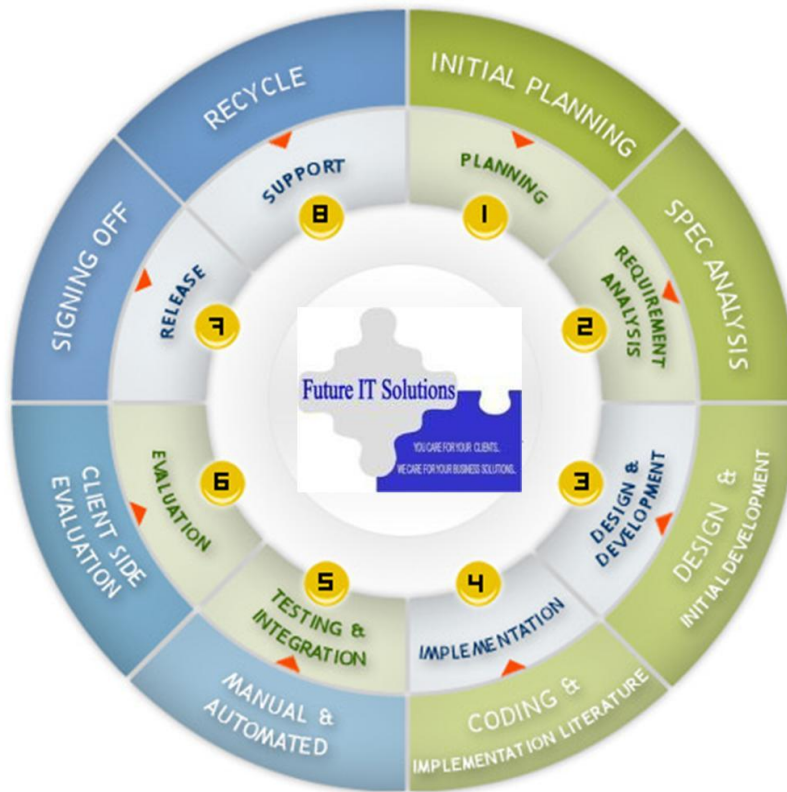 INITIAL PLANNING
PLANNING
1
SPEC ANALYSIS
REQUIREMENT
ANALYSIS
2
DESIGN &
INITIAL DEVELOPMENT
DESIGN &
DEVELOPMENT
3
CODING &
IMPLEMENTATION LITERATURE
IMPLEMENTATION
4
MANUAL &
AUTOMATED
TESTING &
INTEGRATION
5
CLIENT SIDE
EVALUATION
EVALUATION
6
SIGNING OFF
RELEASE
7
RECYCLE
SUPPORT
8
Future IT Solutions
YOU CARE FOR YOUR CLIENTS..
WE CARE FOR YOUR BUSINESS SOLUTIONS..